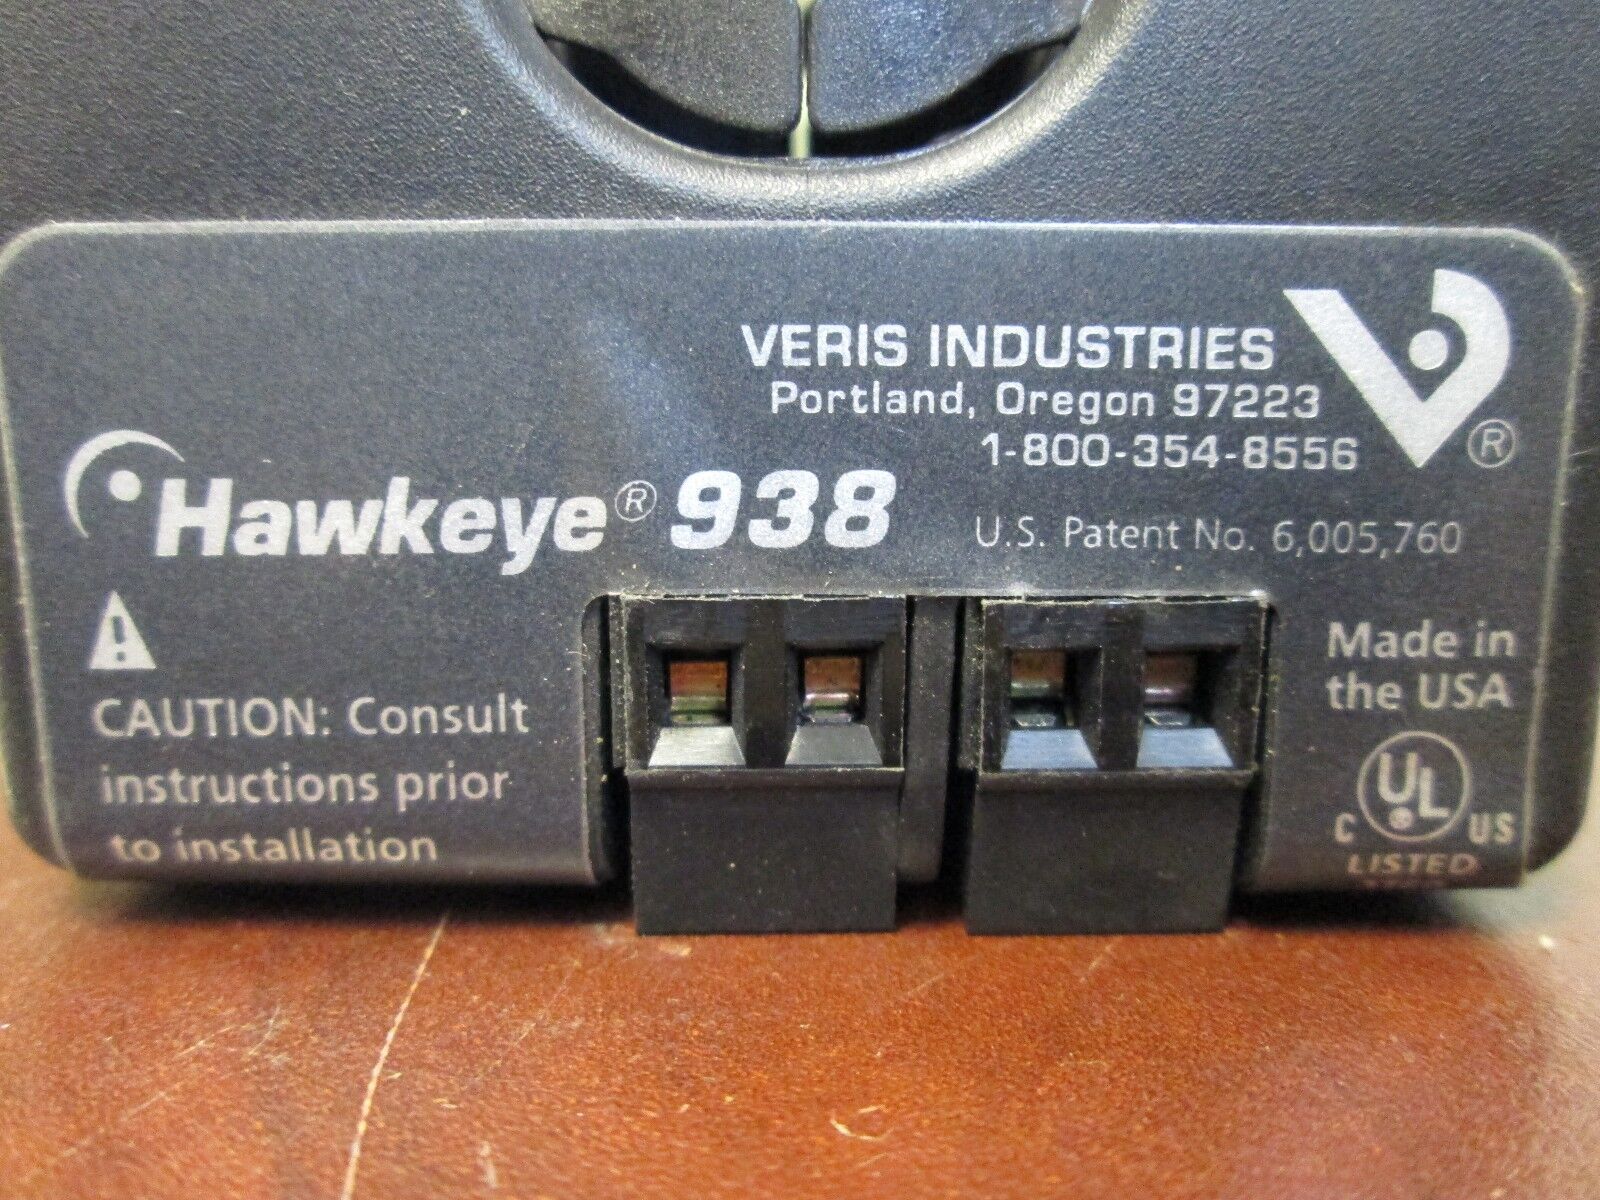 VERIS INDUSTRIES
Portland, Oregon 97223
1-800-354-8556
®
Hawkeye® 938
U.S. Patent No. 6,005,760
CAUTION: Consult
instructions prior
to installation
Made in
the USA
C UL® US
LISTED